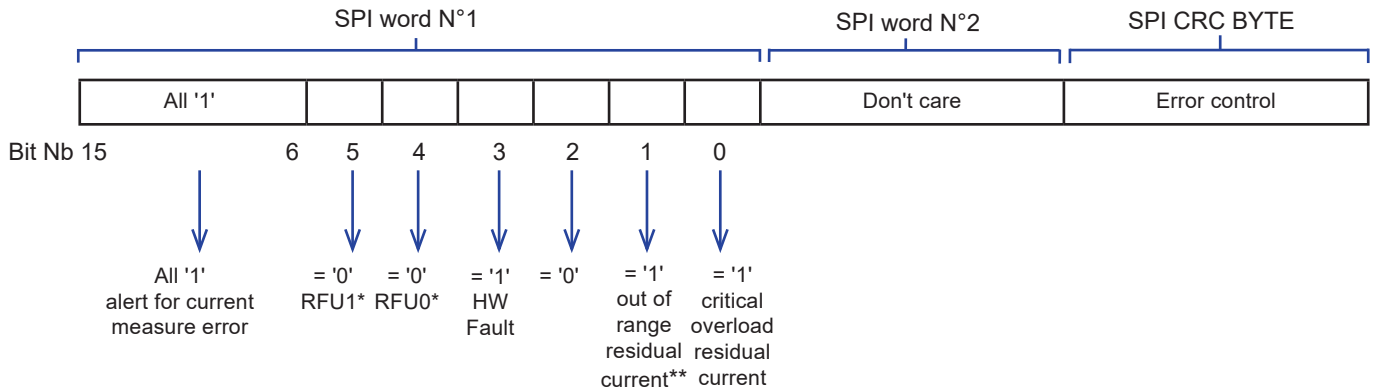 SPI word N°1 SPI word N°2 SPI CRC BYTE
All '1' Don't care Error control
Bit Nb 15 6 5 4 3 2 1 0
All '1'
alert for current
measure error
= '0'
RFU1*
= '0'
RFU0*
= '1'
HW
Fault
= '0'
= '1'
out of
range
residual
current**
= '1'
critical
overload
residual
current